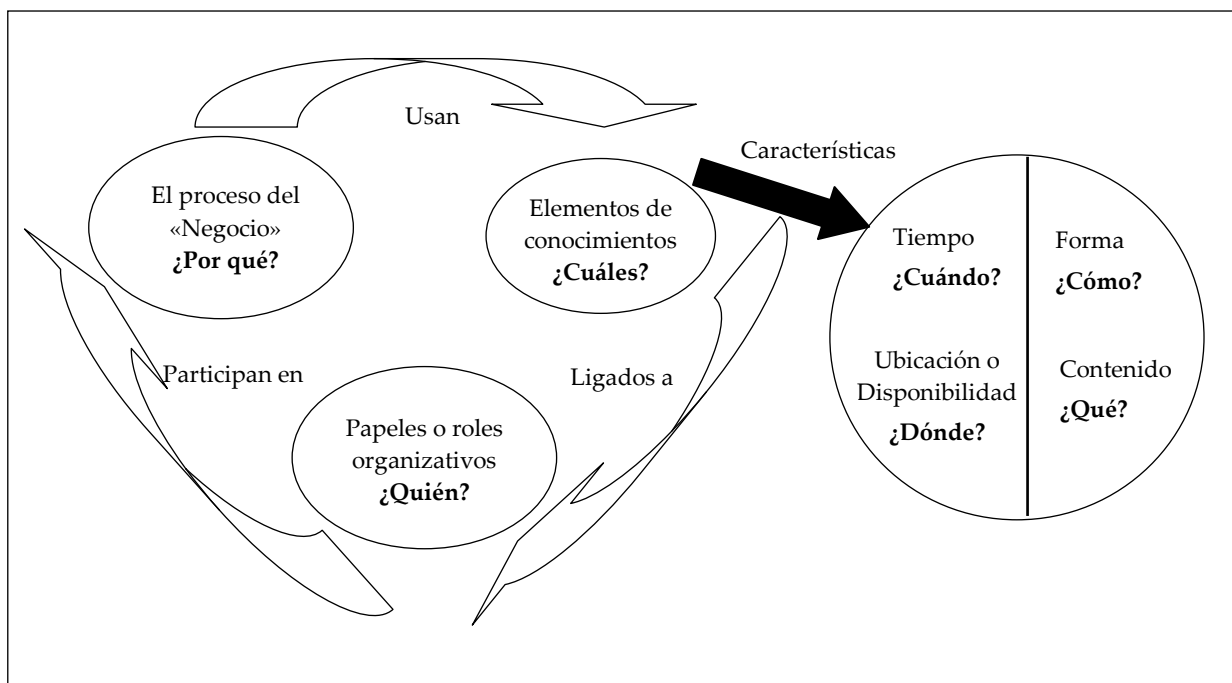 Usan
Características
El proceso del
«Negocio»
¿Por qué?
Elementos de
conocimientos
¿Cuáles?
Tiempo
¿Cuándo?
Forma
¿Cómo?
Ubicación o
Disponibilidad
¿Dónde?
Contenido
¿Qué?
Participan en
Ligados a
Papeles o roles
organizativos
¿Quién?